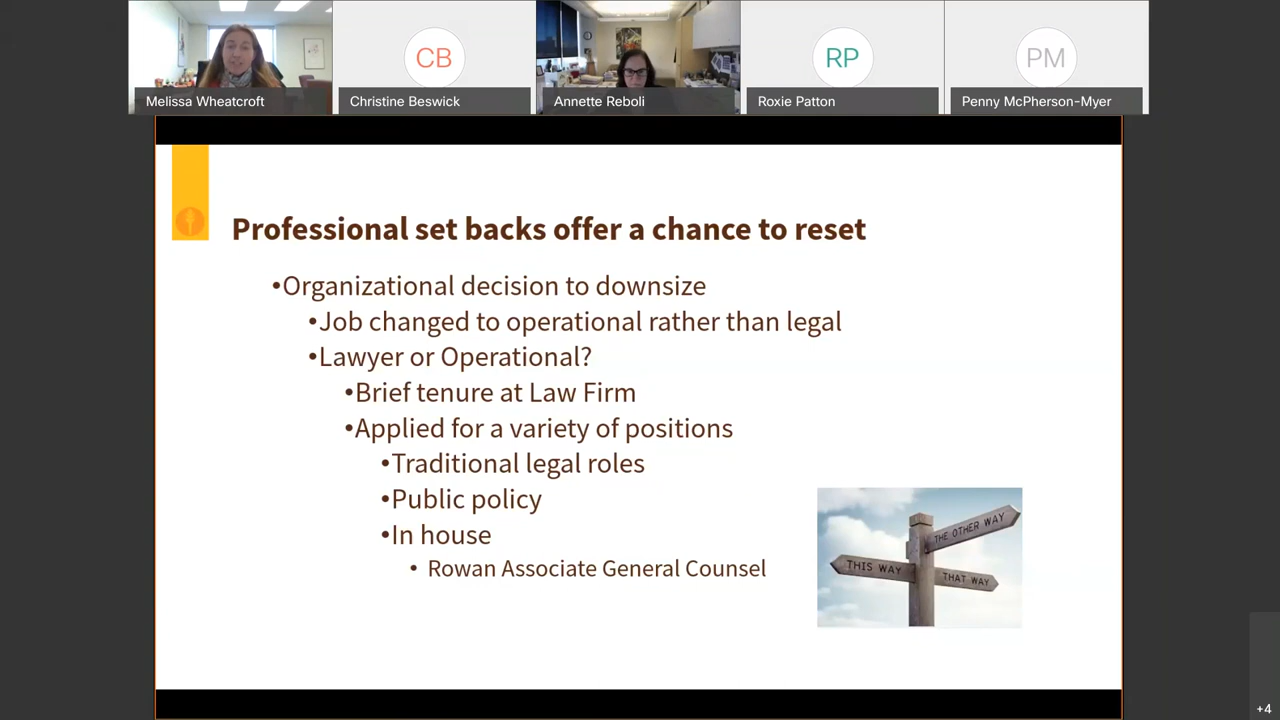 CB
RP
PM
Melissa Wheatcroft
Christine Beswick
Annette Reboli
Roxie Patton
Penny McPherson-Myer
Professional set backs offer a chance to reset
•Organizational decision to downsize
•Job changed to operational rather than legal
•Lawyer or Operational?
•Brief tenure at Law Firm
•Applied for a variety of positions
•Traditional legal roles
•Public policy
•In house
• Rowan Associate General Counsel
THE OTHER WAY
THIS WAY
THAT WAY
+4